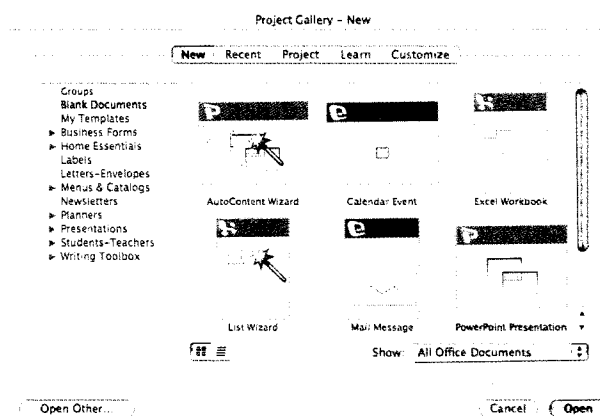 Project Gallery – New
New Recent Project Learn Customize
Groups
Blank Documents
My Templates
Business Forms
Home Essentials
Labels
Letters–Envelopes
Menus & Catalogs
Newsletters
Planners
Presentations
Students–Teachers
Writing Toolbox
AutoContent Wizard Calendar Event Excel Workbook
List Wizard Mail Message PowerPoint Presentation
Show: All Office Documents
Open Other... Cancel Open